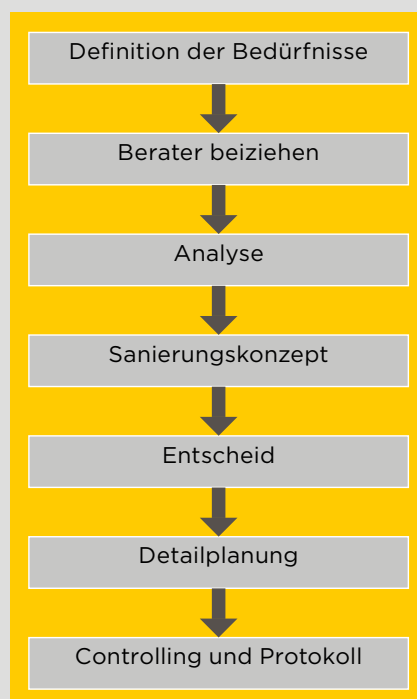 Definition der Bedürfnisse
Berater beiziehen
Analyse
Sanierungskonzept
Entscheid
Detailplanung
Controlling und Protokoll